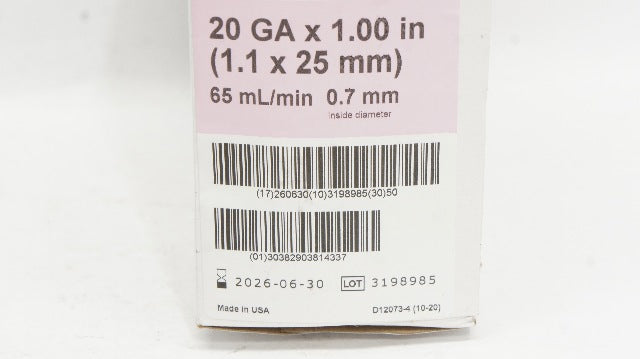 20 GA x 1.00 in
(1.1 x 25 mm)
65 mL/min 0.7 mm
inside diameter
(17)260630(10)3198985(30)50
(01)30382903814337
2026-06-30 LOT 3198985
Made in USA D12073-4 (10-20)